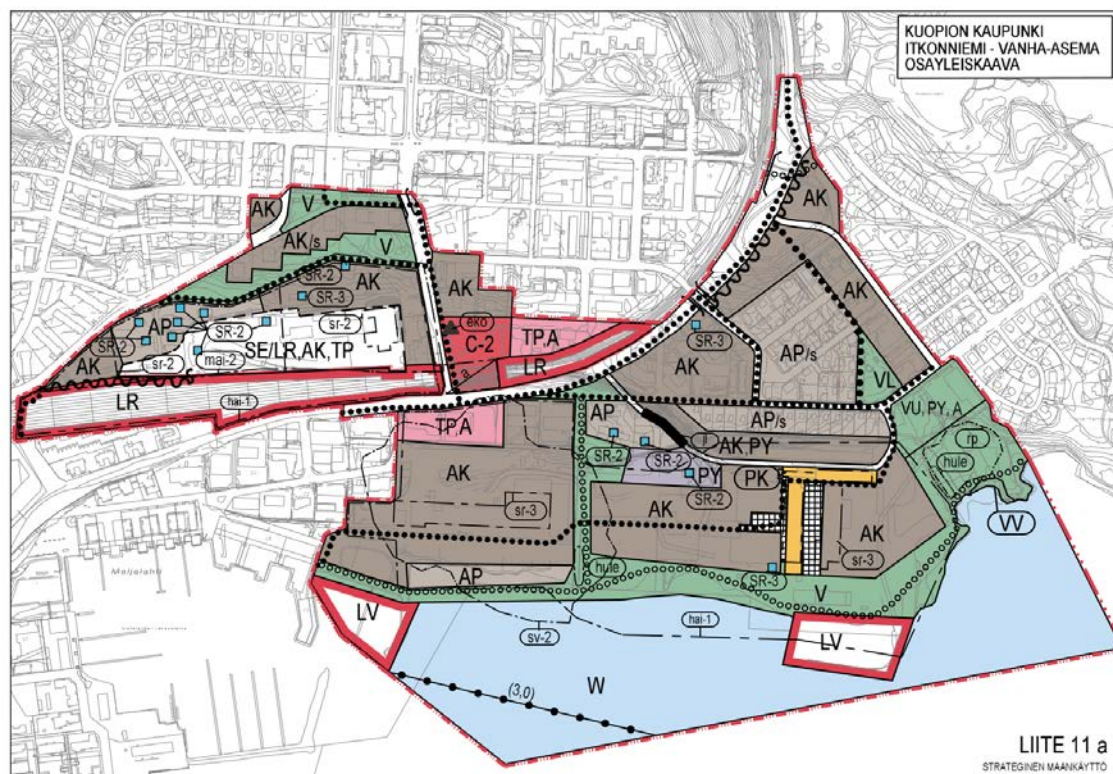 KUOPION KAUPUNKI
ITKONNIEMI - VANHA-ASEMA
OSAYLEISKAAVA
AK
V
AK/s
V
AK
SR-2
AK
SR-3
AK
AP
SR-2
SR-2
sr-2
sr-2
SE/LR,AK,TP
mai-2
AK
LR
hai-1
eko
C-2
TP,A
LR
TP,A
SR-3
AK
AK
AP/s
VL
VU, PY, A
rp
hule
AP
AP/s
jl
AK,PY
SR-2
SR-2
PY
PK
SR-2
AK
sr-3
AK
AK
sr-3
VV
hule
SR-3
AP
V
LV
sv-2
hai-1
LV
Maljalahti
(3,0)
W
LIITE 11 a
STRATEGINEN MAANKÄYTTÖ